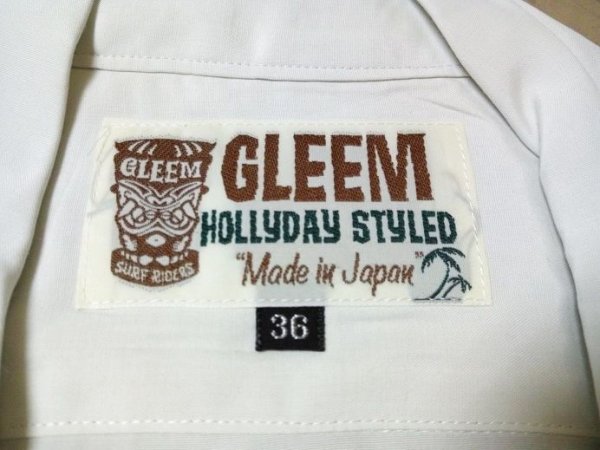 GLEEM
SURF RIDERS
GLEEM
HOLLYDAY STYLED
"Made in Japan"
36